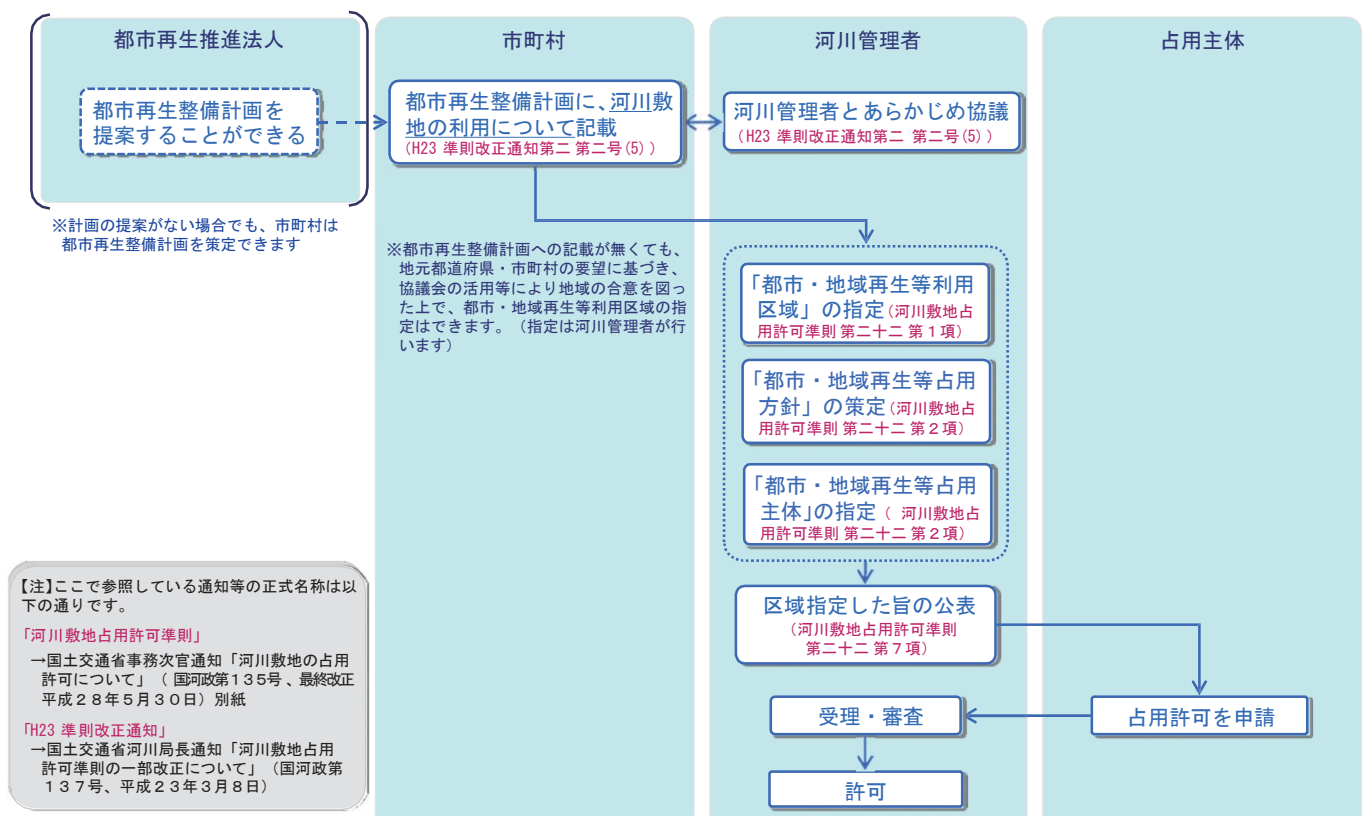 都市再生推進法人
都市再生整備計画を
提案することができる
※計画の提案がない場合でも、市町村は
都市再生整備計画を策定できます
市町村
都市再生整備計画に、河川敷
地の利用について記載
(H23 準則改正通知第二 第二号(5) )
※都市再生整備計画への記載が無くても、
地元都道府県・市町村の要望に基づき、
協議会の活用等により地域の合意を図っ
た上で、都市・地域再生等利用区域の指
定はできます。（指定は河川管理者が行
います）
河川管理者
河川管理者とあらかじめ協議
(H23 準則改正通知第二 第二号(5) )
「都市・地域再生等利用
区域」の指定(河川敷地占
用許可準則 第二十二 第１項)
「都市・地域再生等占用
方針」の策定(河川敷地占
用許可準則 第二十二 第２項)
「都市・地域再生等占用
主体」の指定（ 河川敷地占
用許可準則 第二十二 第２項)
区域指定した旨の公表
（河川敷地占用許可準則
第二十二 第７項）
受理・審査
許可
占用主体
占用許可を申請
【注】ここで参照している通知等の正式名称は以
下の通りです。
「河川敷地占用許可準則」
→国土交通省事務次官通知「河川敷地の占用
許可について」（ 国河政第１３５号 、最終改正
平成２８年５月３０日）別紙
「H23 準則改正通知」
→国土交通省河川局長通知「河川敷地占用
許可準則の一部改正について」（国河政第
１３７号、平成２３年３月８日）